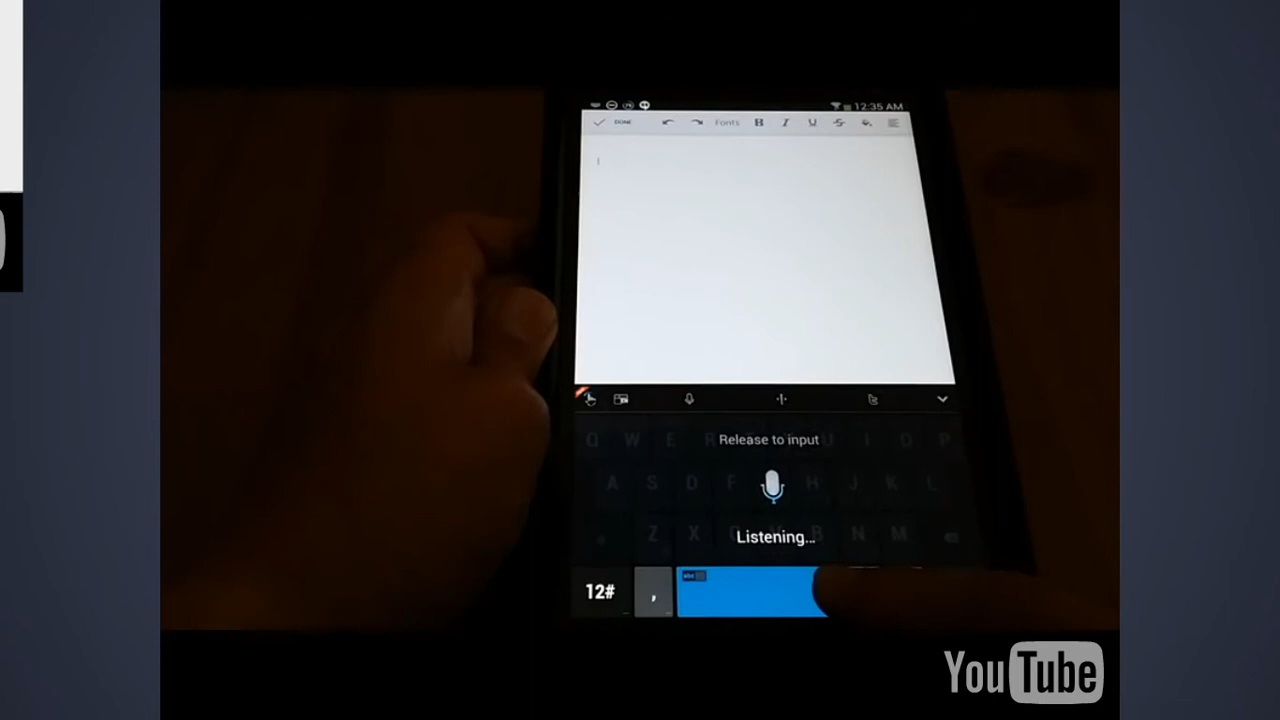 12:35 AM
DONE Fonts B I U S
Q W E R U I O P
Release to input
A S D F H J K L
Z X C V B N M
Listening...
12# ,
YouTube